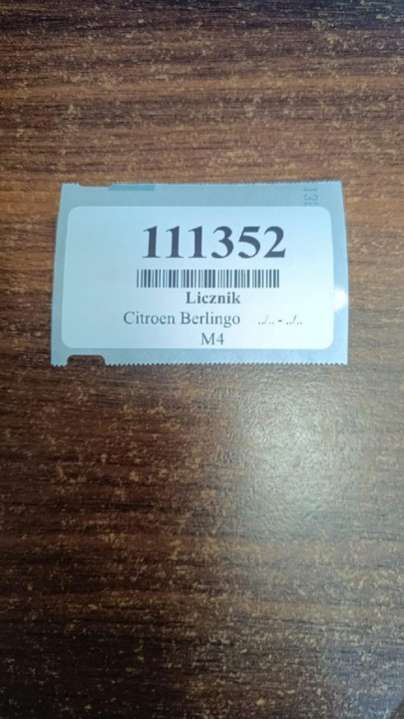 111352
Licznik
Citroen Berlingo ../.. - ../..
M4